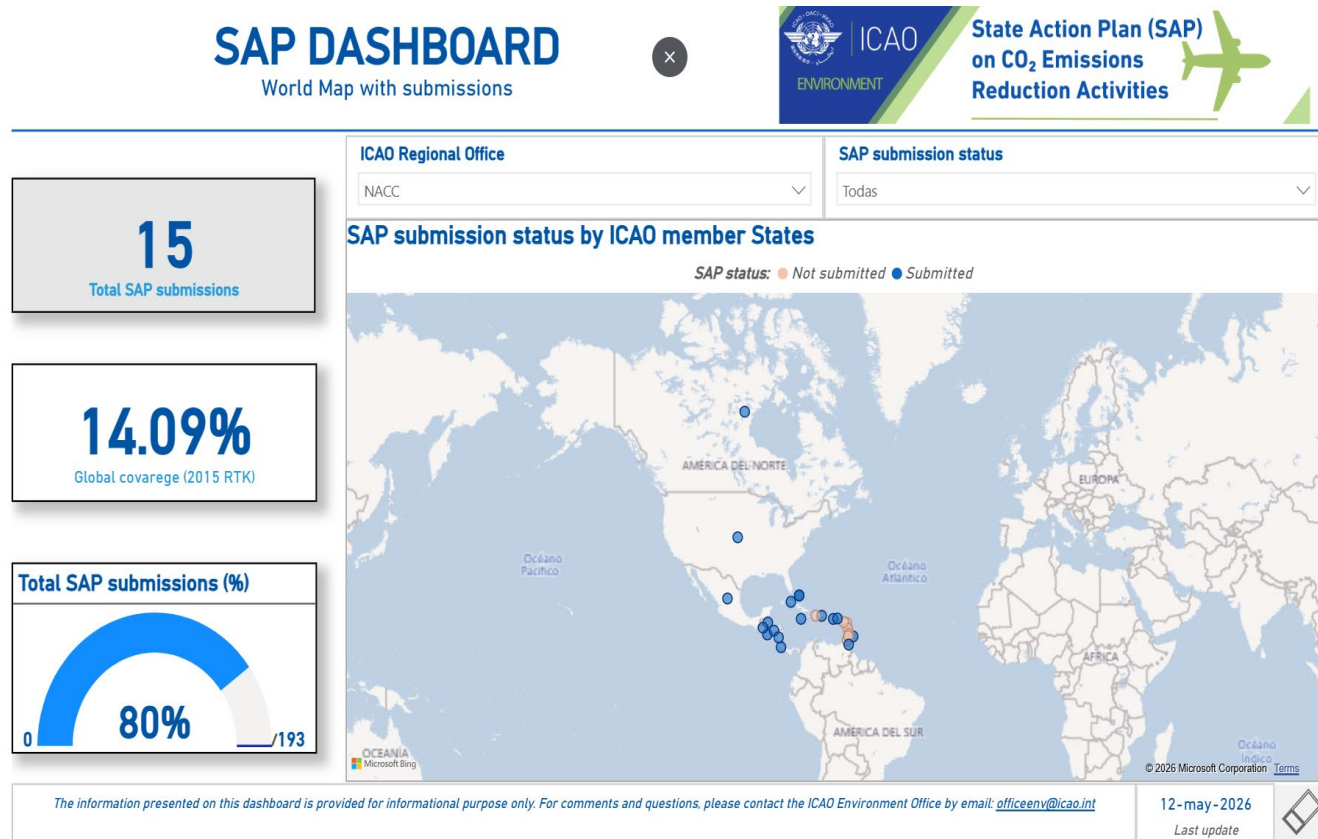 SAP DASHBOARD
World Map with submissions
ICAO
ENVIRONMENT
State Action Plan (SAP)
on CO₂ Emissions
Reduction Activities
ICAO Regional Office
NACC
SAP submission status
Todas
15
Total SAP submissions
14.09%
Global covarege (2015 RTK)
Total SAP submissions (%)
80%
0
/193
SAP submission status by ICAO member States
SAP status: Not submitted Submitted
AMÉRICA DEL NORTE
EUROPA
Océano
Pacífico
Océano
Atlántico
ÁFRICA
AMÉRICA DEL SUR
OCEANÍA
Océano
Índico
Microsoft Bing
© 2026 Microsoft Corporation Terms
The information presented on this dashboard is provided for informational purpose only. For comments and questions, please contact the ICAO Environment Office by email: officeenv@icao.int
12-may-2026
Last update